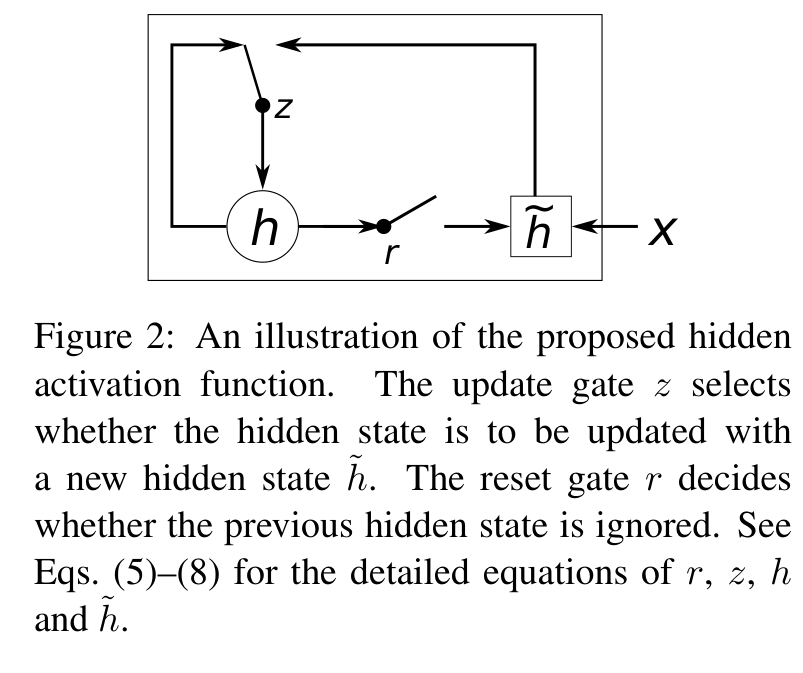 z
h
r
h̃
x
Figure 2: An illustration of the proposed hidden
activation function. The update gate z selects
whether the hidden state is to be updated with
a new hidden state h̃. The reset gate r decides
whether the previous hidden state is ignored. See
Eqs. (5)–(8) for the detailed equations of r, z, h
and h̃.